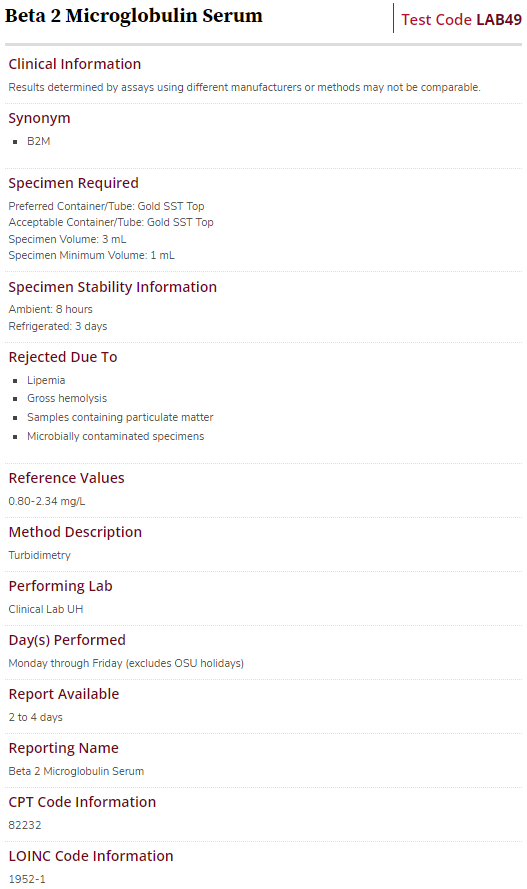 Beta 2 Microglobulin Serum
Test Code LAB49
Clinical Information
Results determined by assays using different manufacturers or methods may not be comparable.
Synonym
B2M
Specimen Required
Preferred Container/Tube: Gold SST Top
Acceptable Container/Tube: Gold SST Top
Specimen Volume: 3 mL
Specimen Minimum Volume: 1 mL
Specimen Stability Information
Ambient: 8 hours
Refrigerated: 3 days
Rejected Due To
Lipemia
Gross hemolysis
Samples containing particulate matter
Microbially contaminated specimens
Reference Values
0.80-2.34 mg/L
Method Description
Turbidimetry
Performing Lab
Clinical Lab UH
Day(s) Performed
Monday through Friday (excludes OSU holidays)
Report Available
2 to 4 days
Reporting Name
Beta 2 Microglobulin Serum
CPT Code Information
82232
LOINC Code Information
1952-1